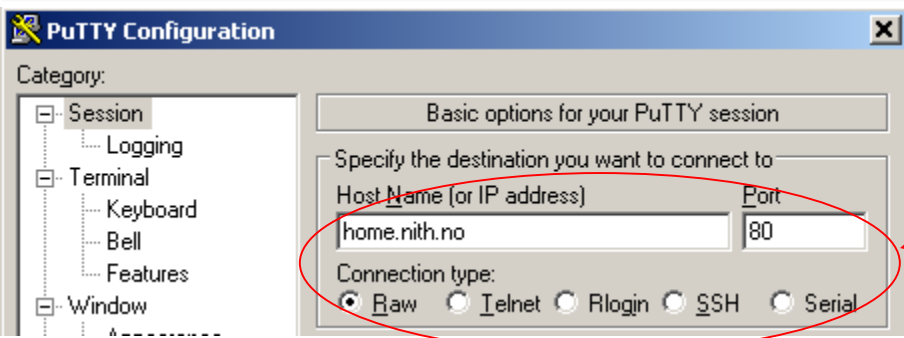 PuTTY Configuration
Category:
Session
Logging
Terminal
Keyboard
Bell
Features
Window
Appearance
Basic options for your PuTTY session
Specify the destination you want to connect to
Host Name (or IP address) Port
home.nith.no 80
Connection type:
Raw Telnet Rlogin SSH Serial